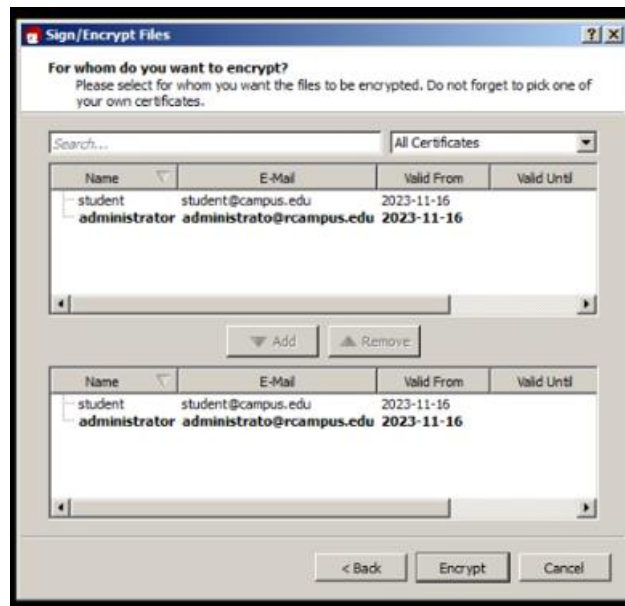 Sign/Encrypt Files
For whom do you want to encrypt?
Please select for whom you want the files to be encrypted. Do not forget to pick one of
your own certificates.
Search...
All Certificates
Name E-Mail Valid From Valid Until
student student@campus.edu 2023-11-16
administrator administrato@rcampus.edu 2023-11-16
Add Remove
Name E-Mail Valid From Valid Until
student student@campus.edu 2023-11-16
administrator administrato@rcampus.edu 2023-11-16
< Back Encrypt Cancel